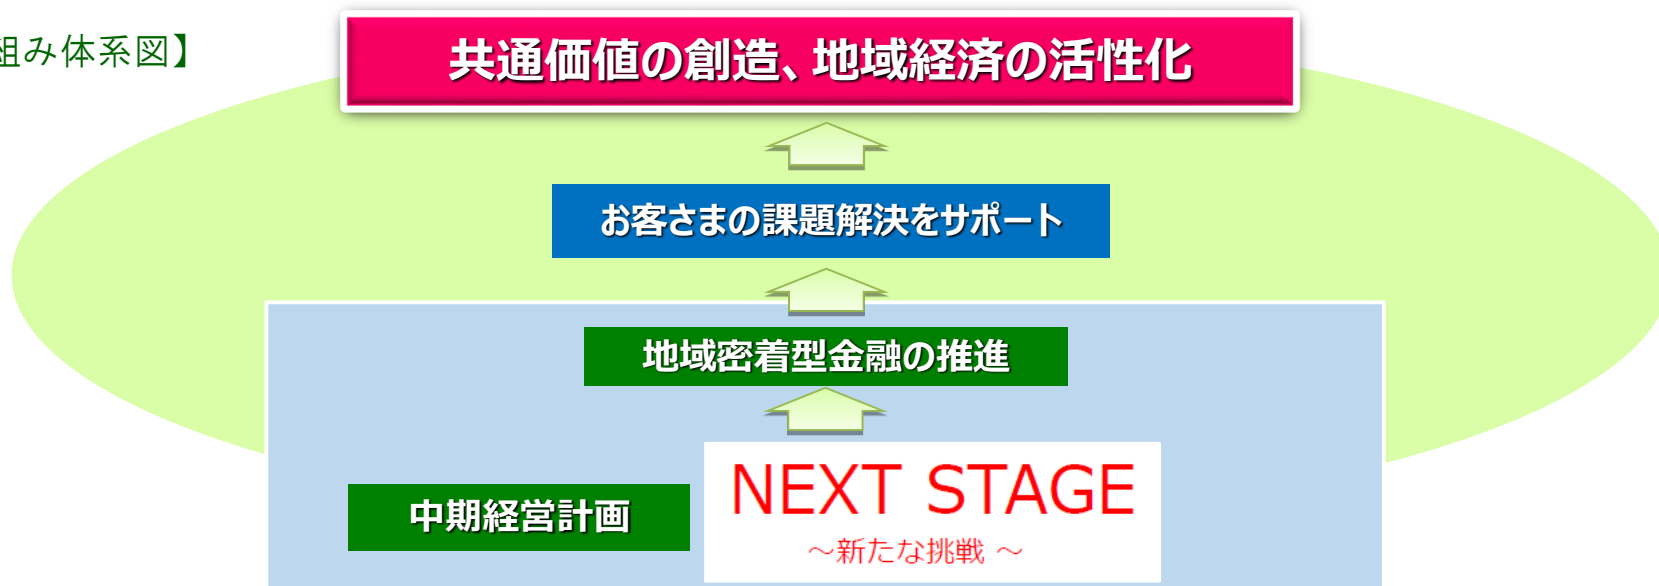 組み体系図】
共通価値の創造、地域経済の活性化
お客さまの課題解決をサポート
地域密着型金融の推進
中期経営計画
NEXT STAGE
～新たな挑戦 ～